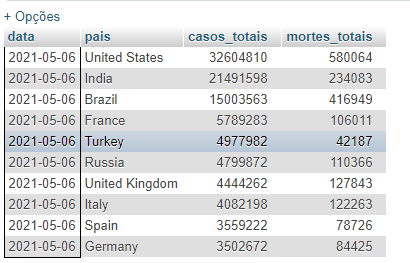 + Opções
data pais casos_totais mortes_totais
2021-05-06 United States 32604810 580064
2021-05-06 India 21491598 234083
2021-05-06 Brazil 15003563 416949
2021-05-06 France 5789283 106011
2021-05-06 Turkey 4977982 42187
2021-05-06 Russia 4799872 110366
2021-05-06 United Kingdom 4444262 127843
2021-05-06 Italy 4082198 122263
2021-05-06 Spain 3559222 78726
2021-05-06 Germany 3502672 84425